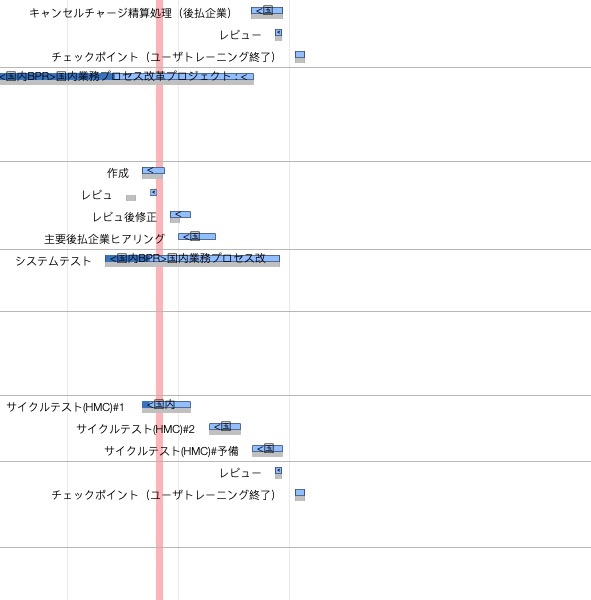 キャンセルチャージ精算処理（後払企業） <国
レビュー <
チェックポイント（ユーザトレーニング終了）
<国内BPR>国内業務プロセス改革プロジェクト：<
作成 <
レビュ <
レビュ後修正 <
主要後払企業ヒアリング <国
システムテスト <国内BPR>国内業務プロセス改
サイクルテスト(HMC)#1 <国内
サイクルテスト(HMC)#2 <国
サイクルテスト(HMC)#予備 <国
レビュー <
チェックポイント（ユーザトレーニング終了）